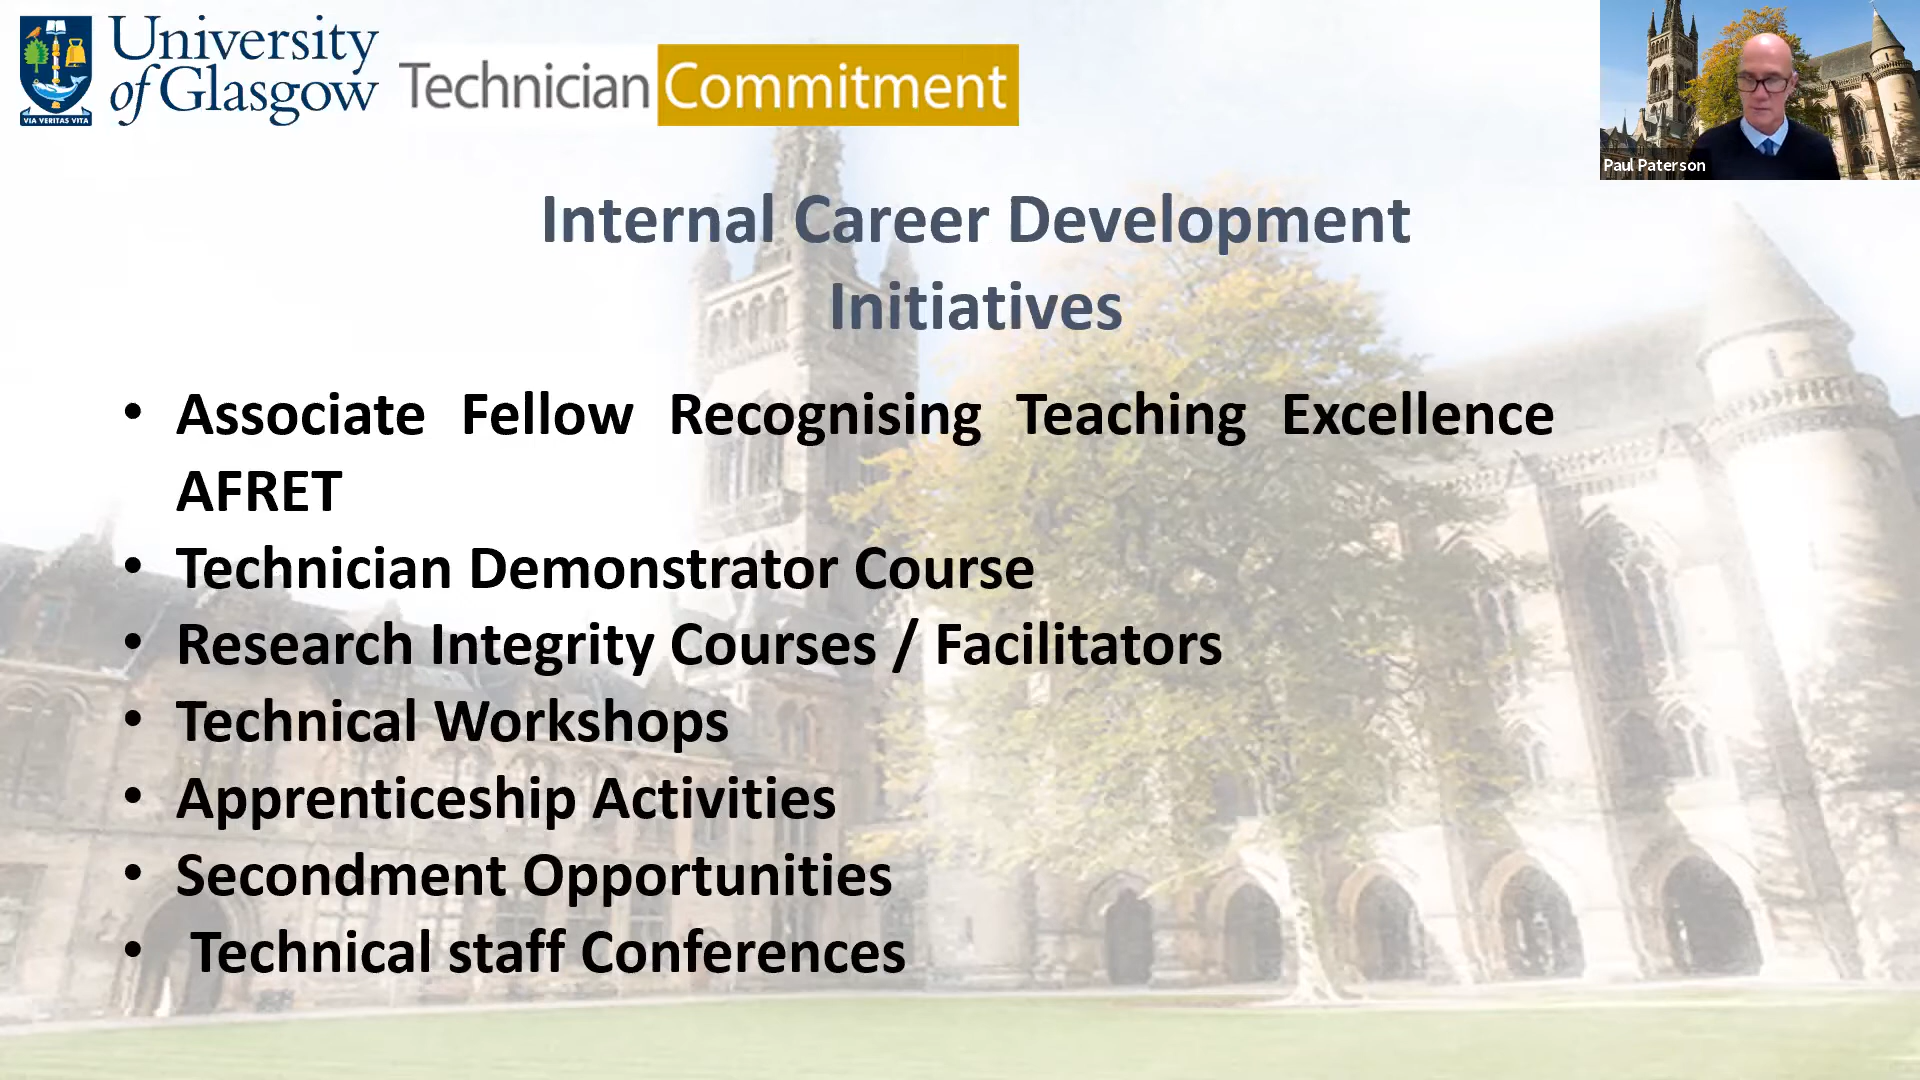 University
of Glasgow
VIA VERITAS VITA
Technician Commitment
Paul Paterson
Internal Career Development
Initiatives
• Associate Fellow Recognising Teaching Excellence
AFRET
• Technician Demonstrator Course
• Research Integrity Courses / Facilitators
• Technical Workshops
• Apprenticeship Activities
• Secondment Opportunities
• Technical staff Conferences